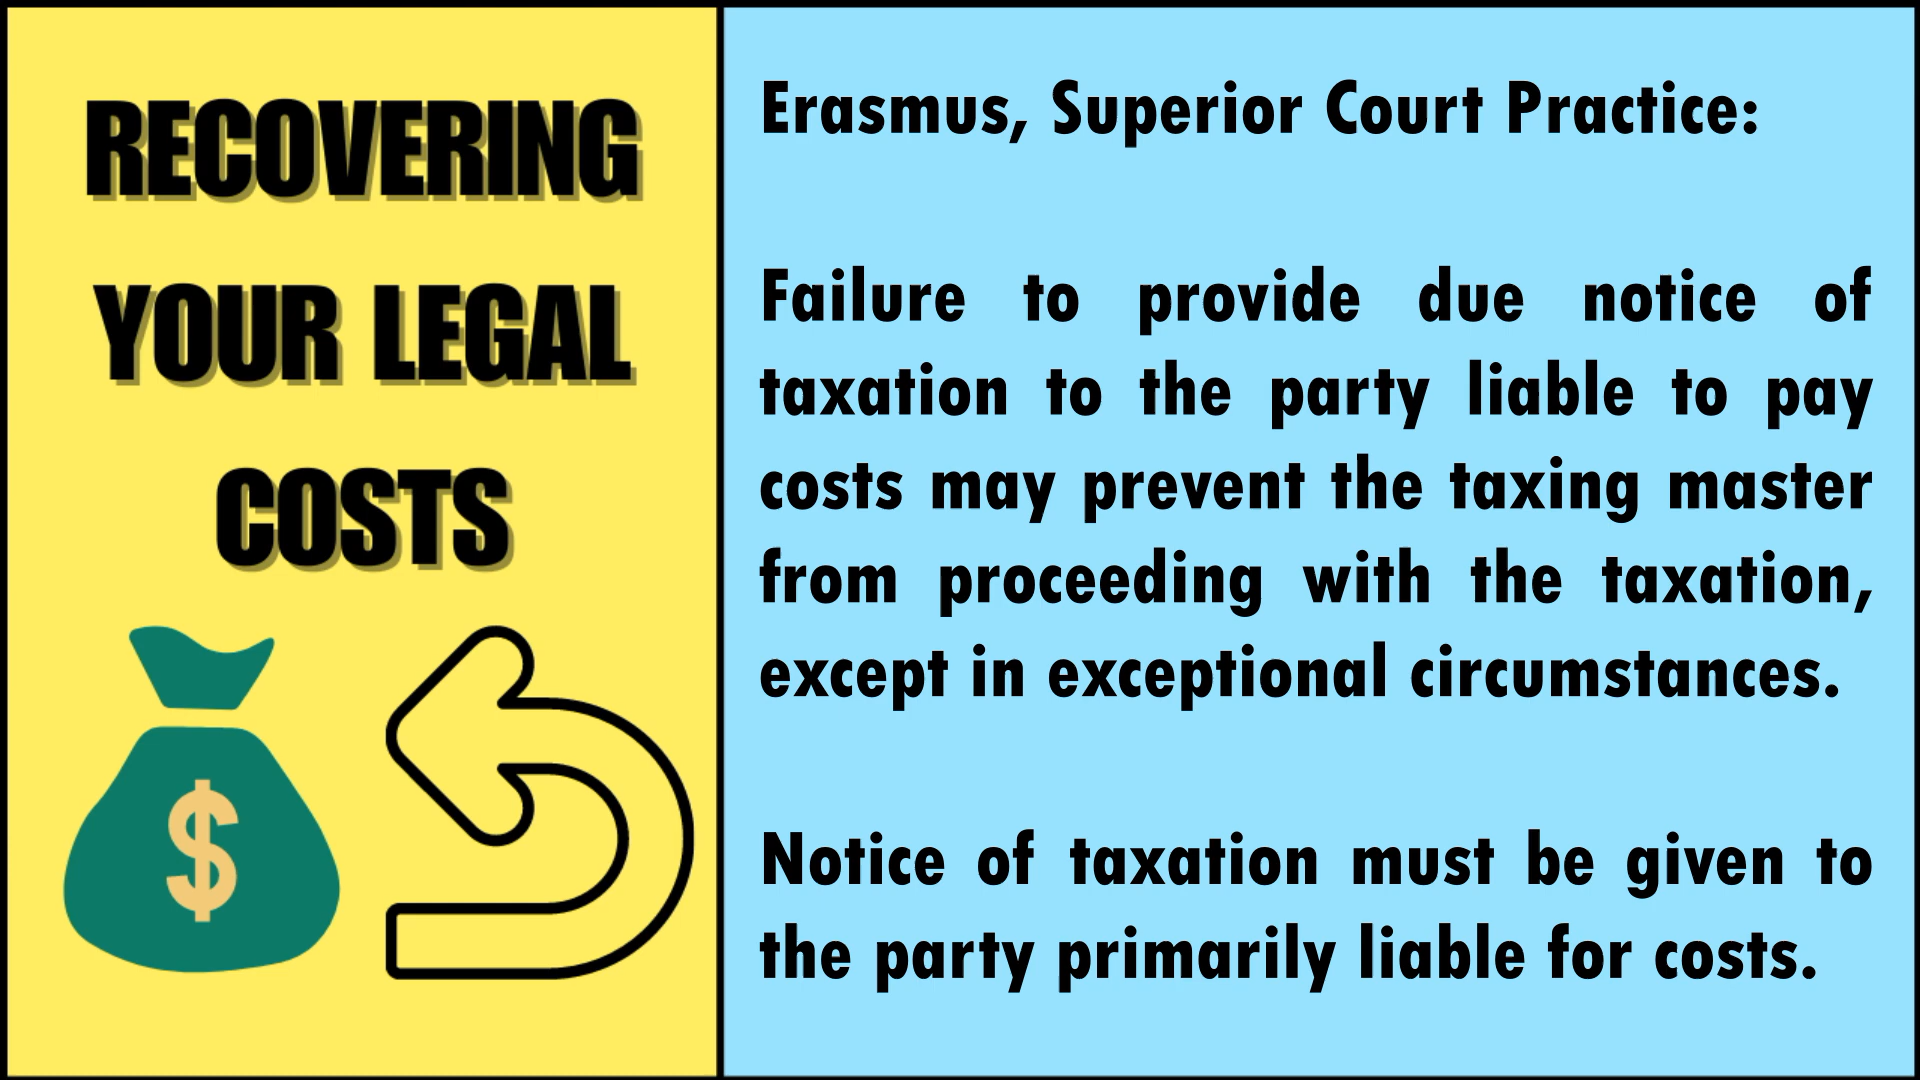 RECOVERING
YOUR LEGAL
COSTS
$
Erasmus, Superior Court Practice:
Failure to provide due notice of
taxation to the party liable to pay
costs may prevent the taxing master
from proceeding with the taxation,
except in exceptional circumstances.
Notice of taxation must be given to
the party primarily liable for costs.